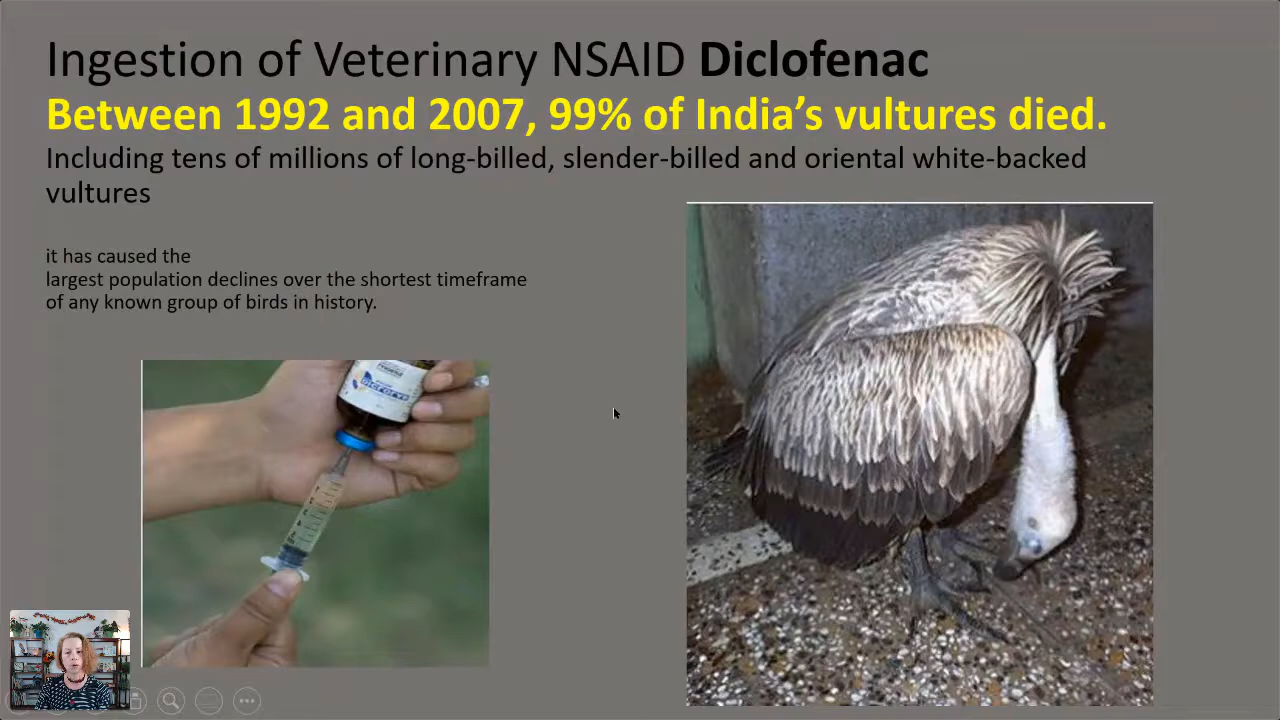 Ingestion of Veterinary NSAID Diclofenac
Between 1992 and 2007, 99% of India’s vultures died.
Including tens of millions of long-billed, slender-billed and oriental white-backed
vultures
it has caused the
largest population declines over the shortest timeframe
of any known group of birds in history.